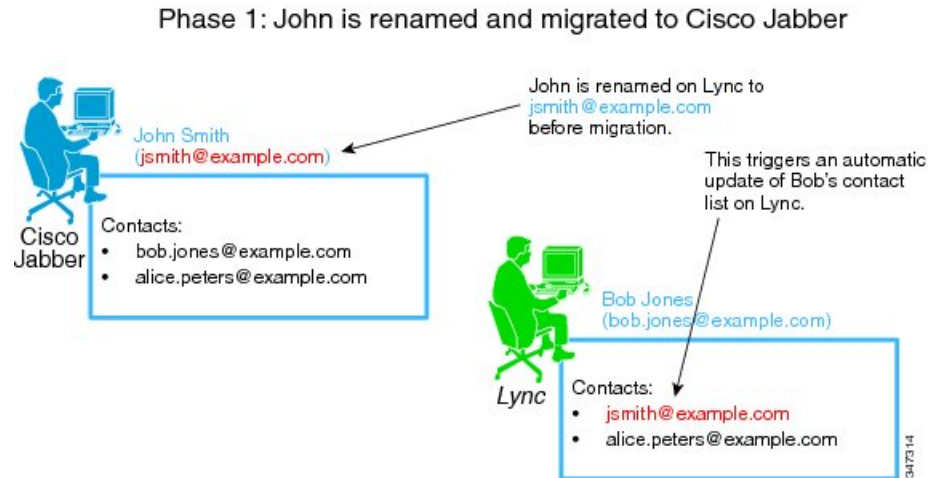 Phase 1: John is renamed and migrated to Cisco Jabber
John is renamed on Lync to
jsmith@example.com
before migration.
John Smith
(jsmith@example.com)
This triggers an automatic
update of Bob's contact
list on Lync.
Cisco
Jabber
Contacts:
• bob.jones@example.com
• alice.peters@example.com
Bob Jones
(bob.jones@example.com)
Lync
Contacts:
• jsmith@example.com
• alice.peters@example.com
347314